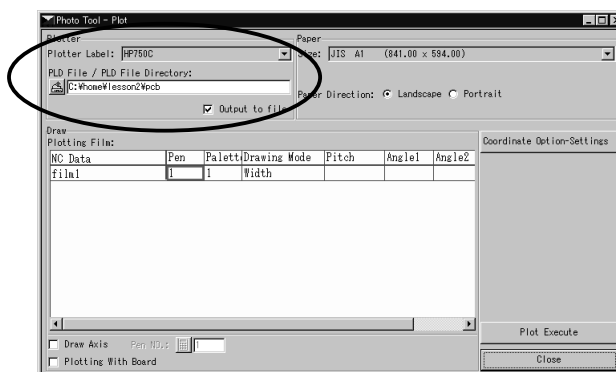 Photo Tool - Plot
Plotter
Plotter Label: HP750C
PLD File / PLD File Directory:
C:¥home¥lesson2¥pcb
Output to file
Paper
Size: JIS A1 (841.00 x 594.00)
Paper Direction: Landscape Portrait
Draw
Plotting Film:
NC Data Pen Palett Drawing Mode Pitch Angle1 Angle2
film1 1 1 Width
Coordinate Option-Settings
Draw Axis Pen NO.: 1
Plotting With Board
Plot Execute
Close